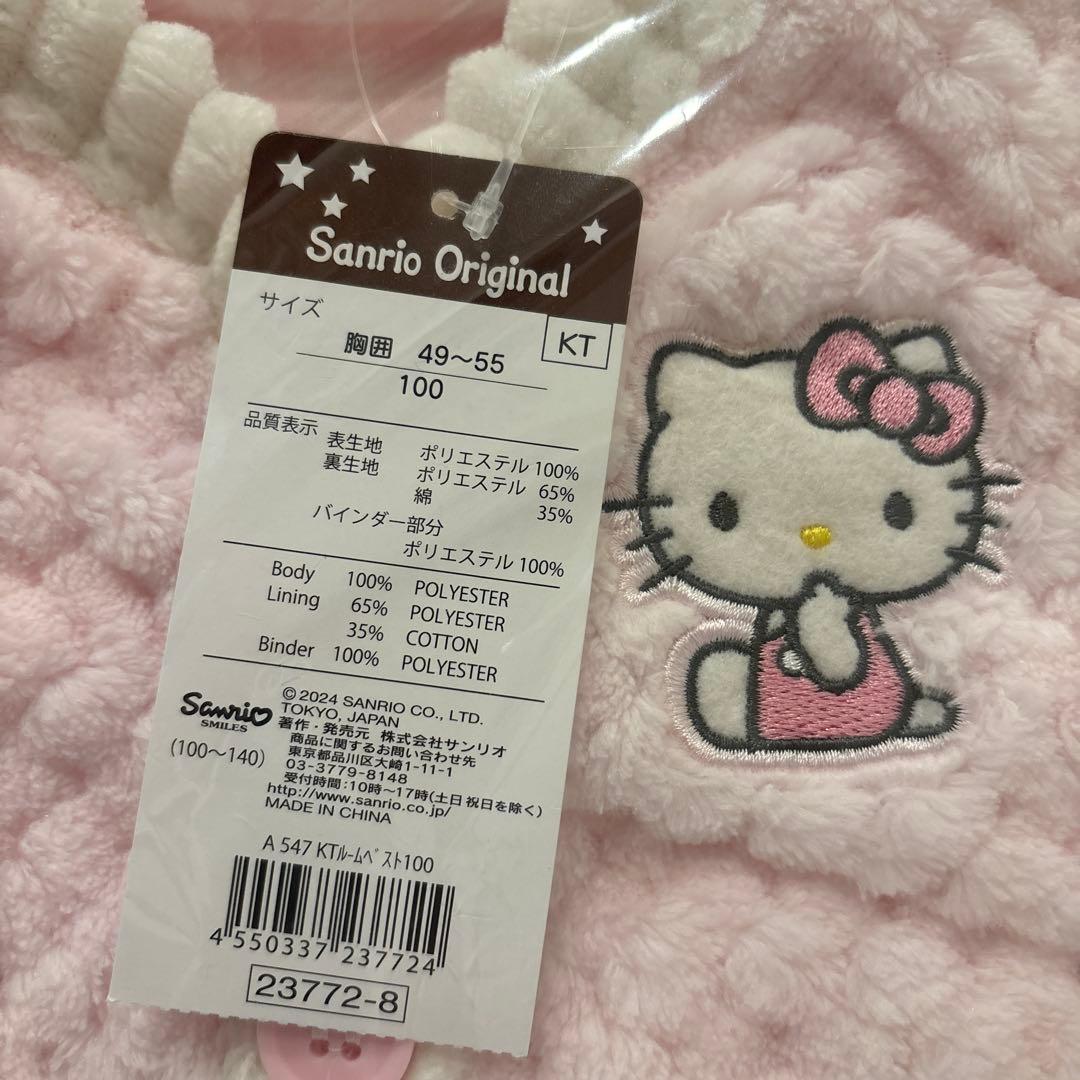 Sanrio Original
サイズ
KT
胸囲 49～55
100
品質表示 表生地 ポリエステル 100%
裏生地 ポリエステル 65%
綿 35%
バインダー部分
ポリエステル 100%
Body 100% POLYESTER
Lining 65% POLYESTER
35% COTTON
Binder 100% POLYESTER
Sanrio
SMILES
(100～140)
© 2024 SANRIO CO., LTD.
TOKYO, JAPAN
著作・発売元 株式会社サンリオ
商品に関するお問い合わせ先
東京都品川区大崎1-11-1
03-3779-8148
受付時間:10時～17時(土日祝日を除く)
http://www.sanrio.co.jp/
MADE IN CHINA
A 547 KTﾙｰﾑﾍﾞｽﾄ100
4 550337 237724
23772-8